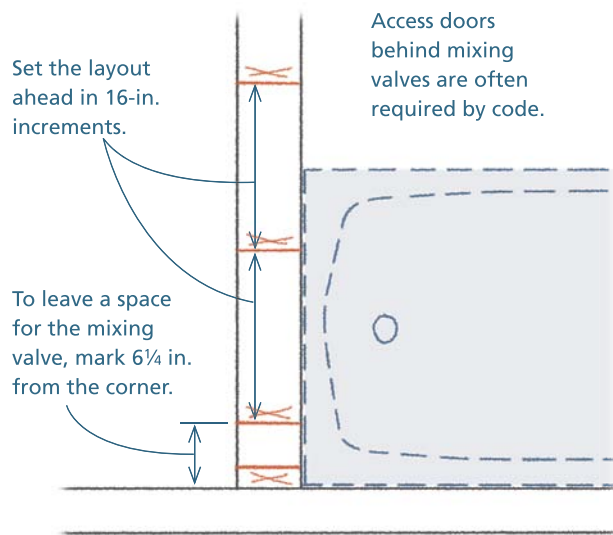 Access doors
behind mixing
valves are often
required by code.
Set the layout
ahead in 16-in.
increments.
To leave a space
for the mixing
valve, mark 6¼ in.
from the corner.